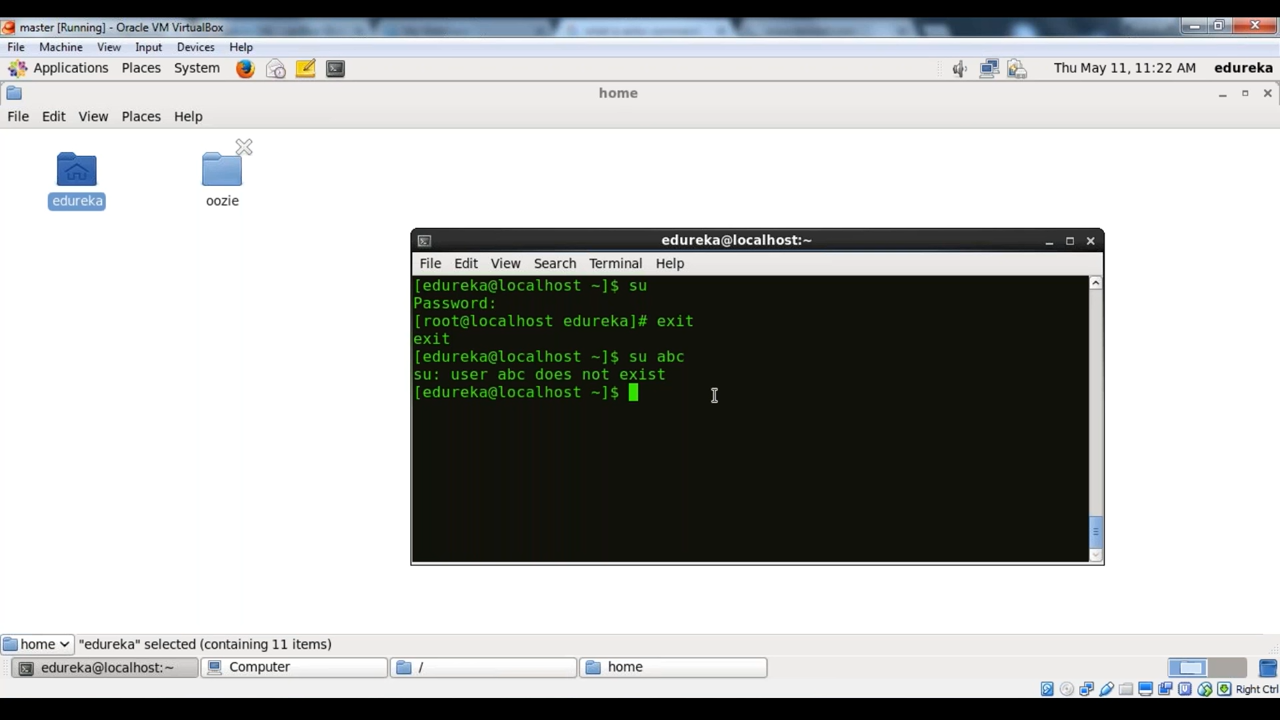 master [Running] - Oracle VM VirtualBox
File Machine View Input Devices Help
Applications Places System Thu May 11, 11:22 AM edureka
home
File Edit View Places Help
edureka oozie
edureka@localhost:~
File Edit View Search Terminal Help
[edureka@localhost ~]$ su
Password:
[root@localhost edureka]# exit
exit
[edureka@localhost ~]$ su abc
su: user abc does not exist
[edureka@localhost ~]$
home "edureka" selected (containing 11 items)
edureka@localhost:~ Computer / home
Right Ctrl